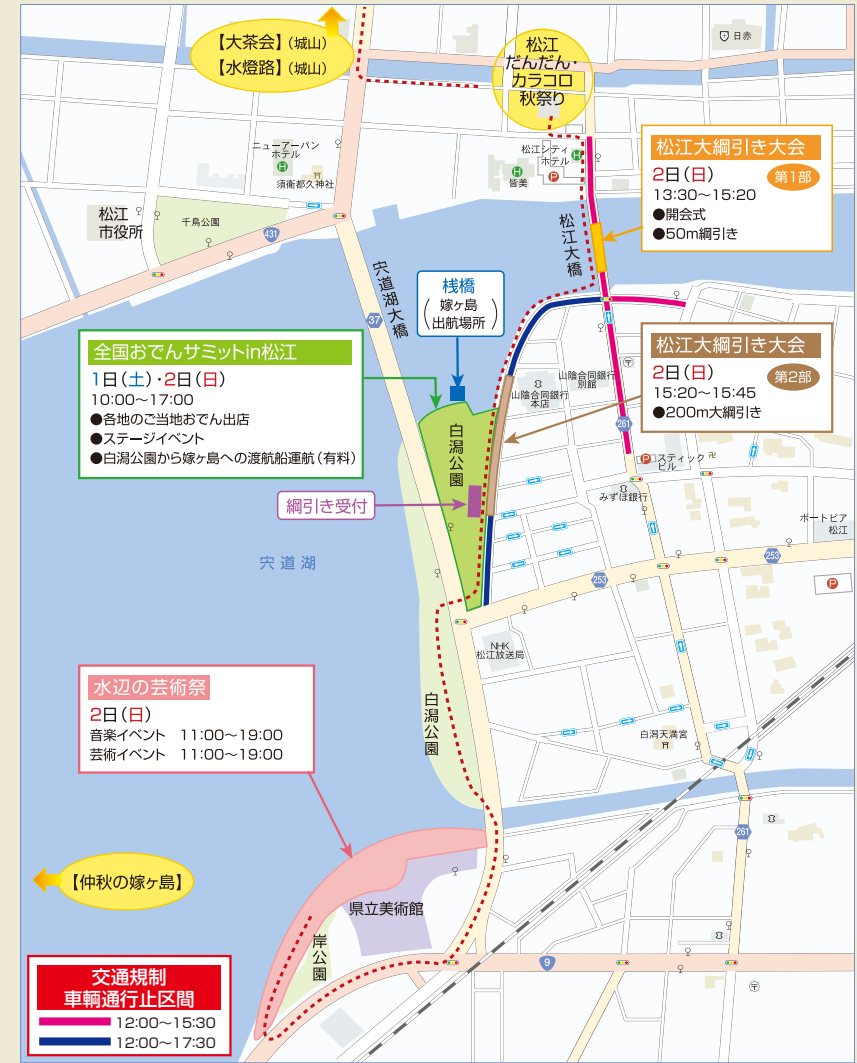 【大茶会】(城山)
【水燈路】(城山)
松江
だんだん・
カラコロ
秋祭り
日赤
ニューアーバン
ホテル
H
須衛都久神社
松江シティ
ホテル
H
H
皆美
P
松江
市役所
千鳥公園
431
松江大橋
宍道湖大橋
37
松江大綱引き大会
2日(日)
第1部
13:30〜15:20
●開会式
●50m綱引き
桟橋
(嫁ヶ島
出航場所)
全国おでんサミットin松江
1日(土)・2日(日)
10:00〜17:00
●各地のご当地おでん出店
●ステージイベント
●白潟公園から嫁ヶ島への渡航船運航(有料)
松江大綱引き大会
2日(日)
第2部
15:20〜15:45
●200m大綱引き
山陰合同銀行
別館
山陰合同銀行
本店
261
白潟公園
綱引き受付
P
スティック
ビル
みずほ銀行
ポートピア
松江
宍道湖
253
253
P
NHK
松江放送局
水辺の芸術祭
2日(日)
音楽イベント 11:00〜19:00
芸術イベント 11:00〜19:00
白潟公園
白潟天満宮
261
【仲秋の嫁ヶ島】
県立美術館
岸公園
9
交通規制
車輌通行止区間
12:00〜15:30
12:00〜17:30